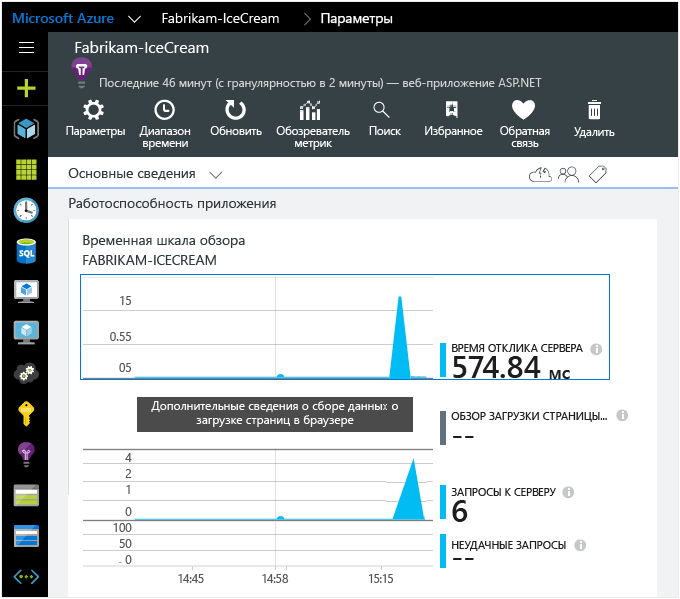 Microsoft Azure Fabrikam-IceCream Параметры
Fabrikam-IceCream
Последние 46 минут (с гранулярностью в 2 минуты) — веб-приложение ASP.NET
Параметры
Диапазон
времени
Обновить
Обозреватель
метрик
Поиск
Избранное
Обратная
связь
Удалить
Основные сведения
Работоспособность приложения
SQL
Временная шкала обзора
FABRIKAM-ICECREAM
15
0.55
05
ВРЕМЯ ОТКЛИКА СЕРВЕРА
574.84 мс
Дополнительные сведения о сборе данных о
загрузке страниц в браузере
ОБЗОР ЗАГРУЗКИ СТРАНИЦЫ...
--
4
2
1
0
ЗАПРОСЫ К СЕРВЕРУ
6
100
50
0
НЕУДАЧНЫЕ ЗАПРОСЫ
--
14:45 14:58 15:15